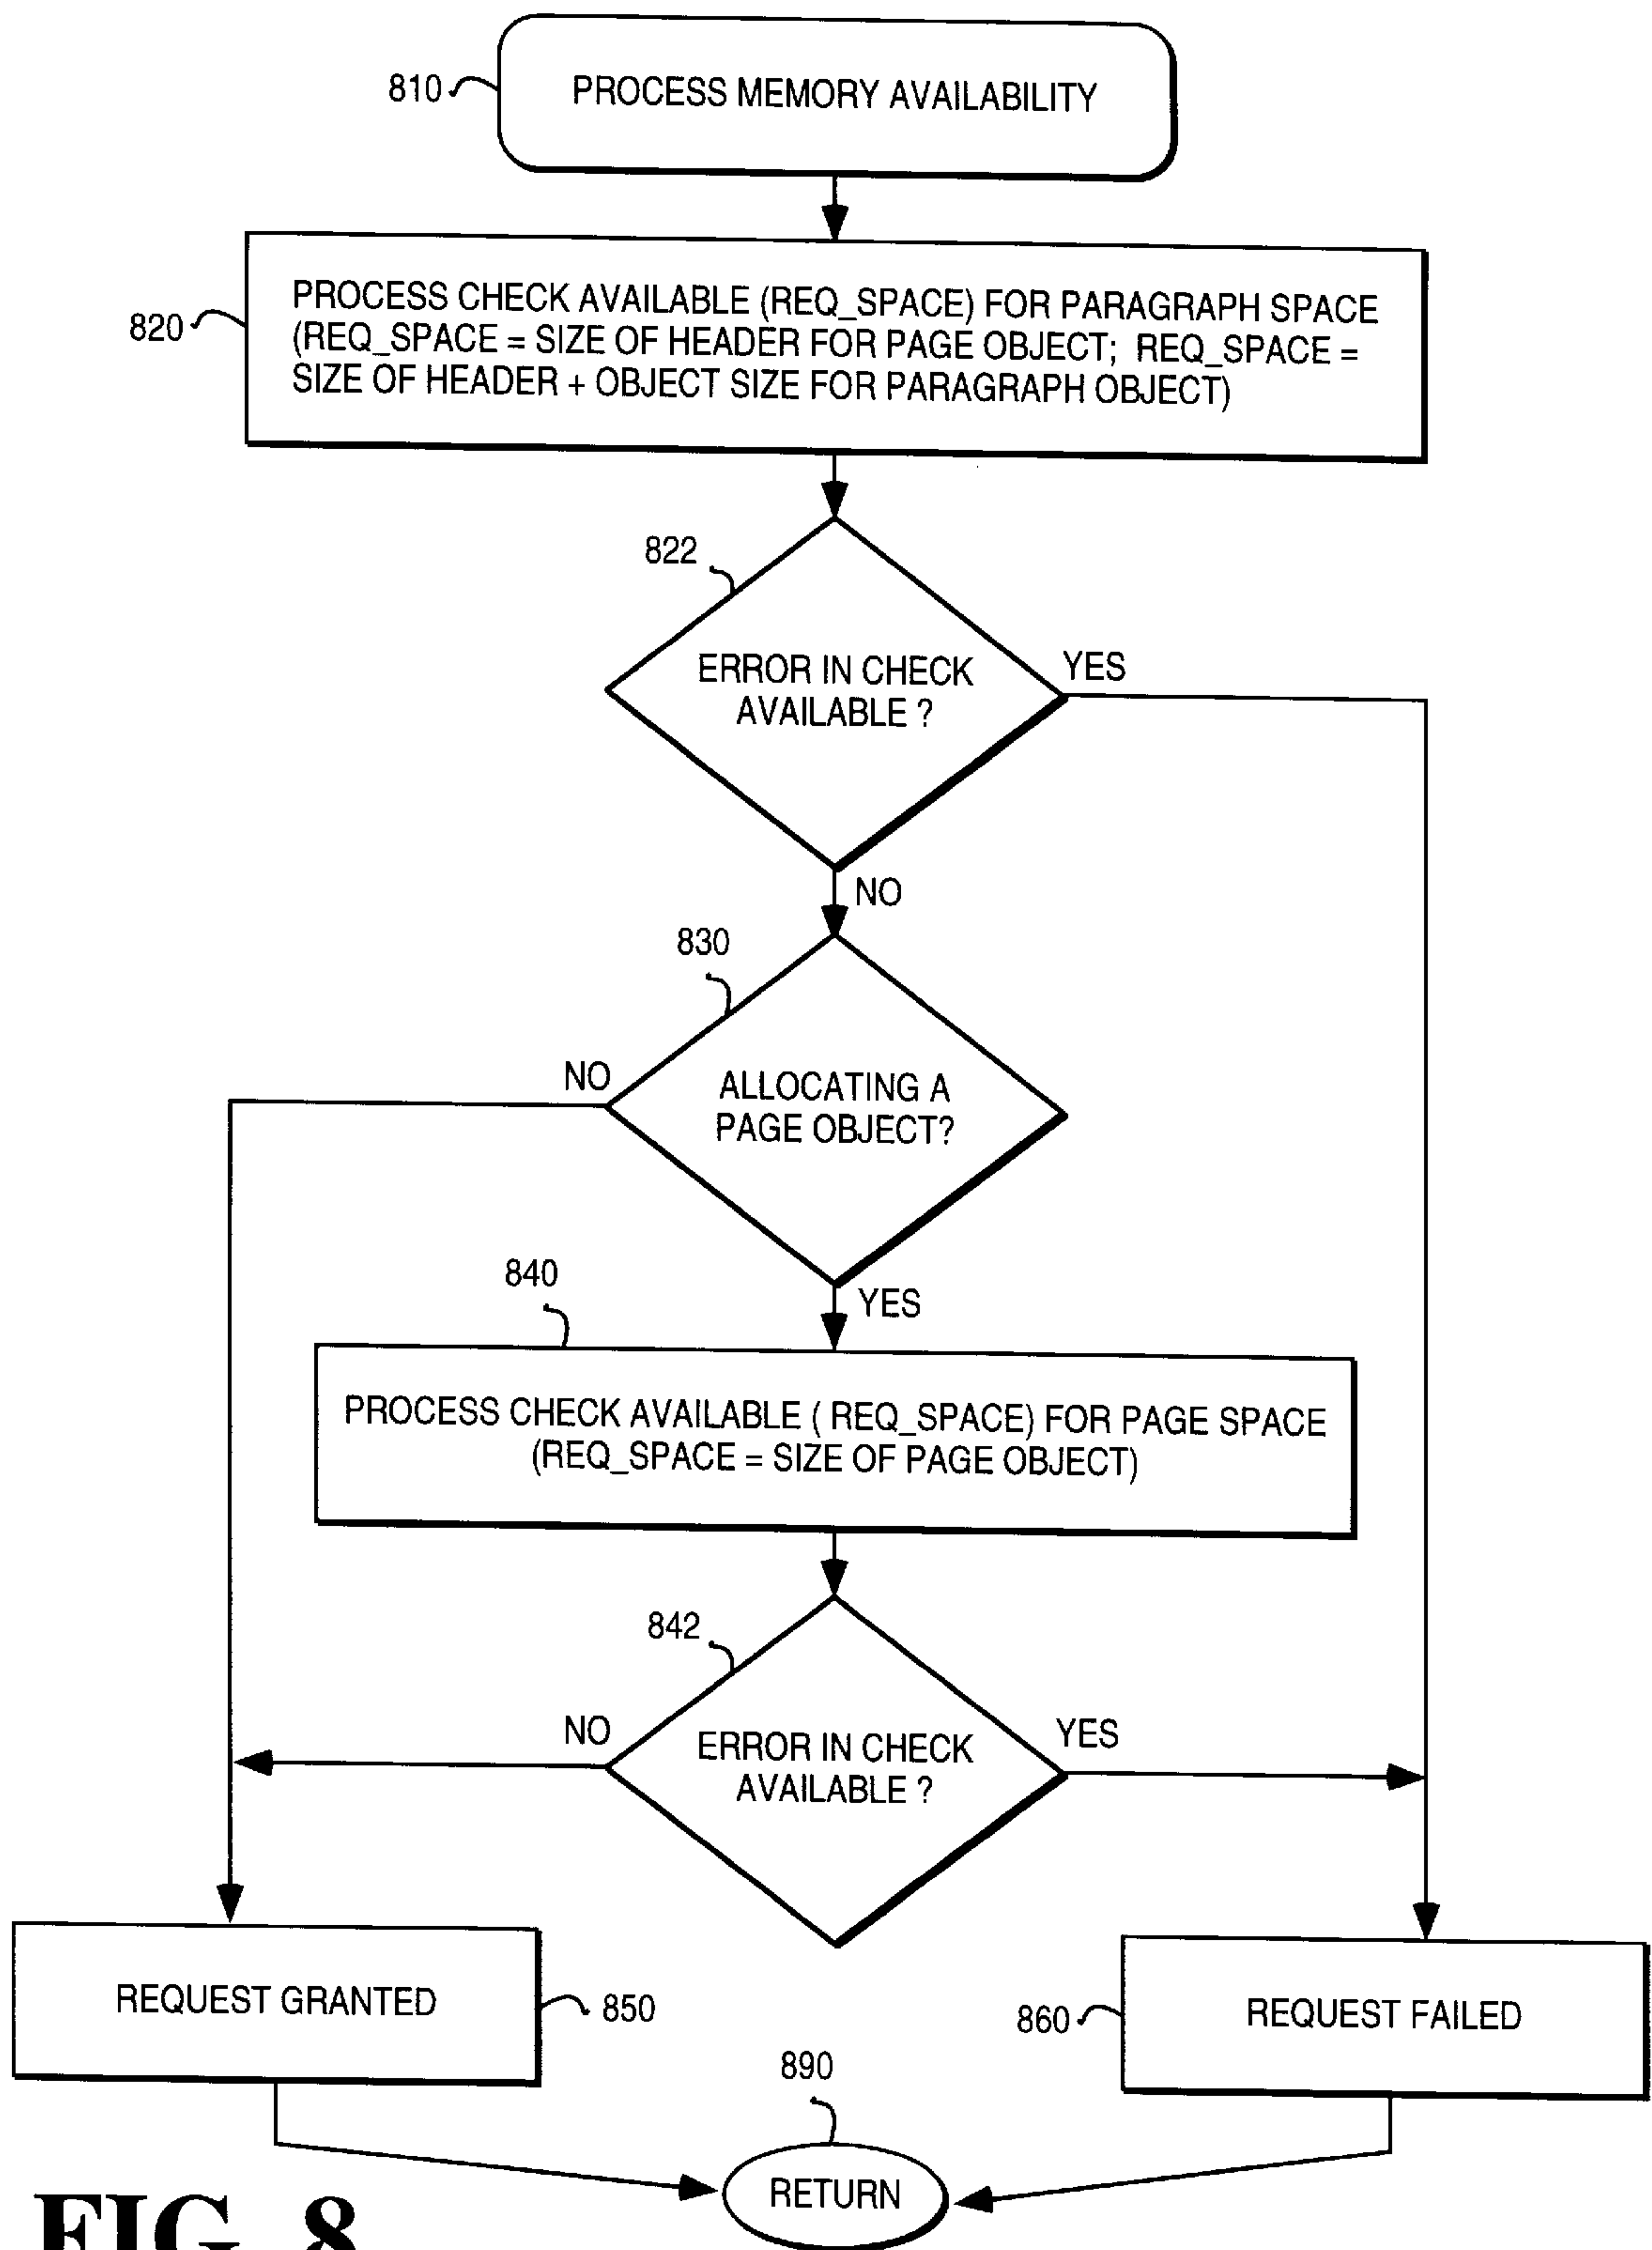 810
PROCESS MEMORY AVAILABILITY
820
PROCESS CHECK AVAILABLE (REQ_SPACE) FOR PARAGRAPH SPACE
(REQ_SPACE = SIZE OF HEADER FOR PAGE OBJECT; REQ_SPACE =
SIZE OF HEADER + OBJECT SIZE FOR PARAGRAPH OBJECT)
822
ERROR IN CHECK
AVAILABLE ?
YES
NO
830
NO
ALLOCATING A
PAGE OBJECT?
YES
840
PROCESS CHECK AVAILABLE ( REQ_SPACE) FOR PAGE SPACE
(REQ_SPACE = SIZE OF PAGE OBJECT)
842
NO
ERROR IN CHECK
AVAILABLE ?
YES
REQUEST GRANTED
850
860
REQUEST FAILED
890
RETURN
FIG. 8